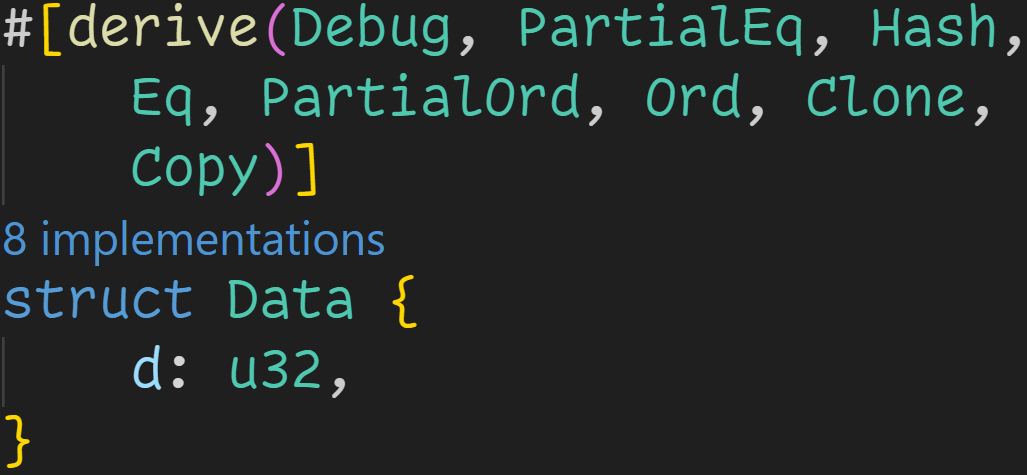 #[derive(Debug, PartialEq, Hash,
Eq, PartialOrd, Ord, Clone,
Copy)]
8 implementations
struct Data {
d: u32,
}